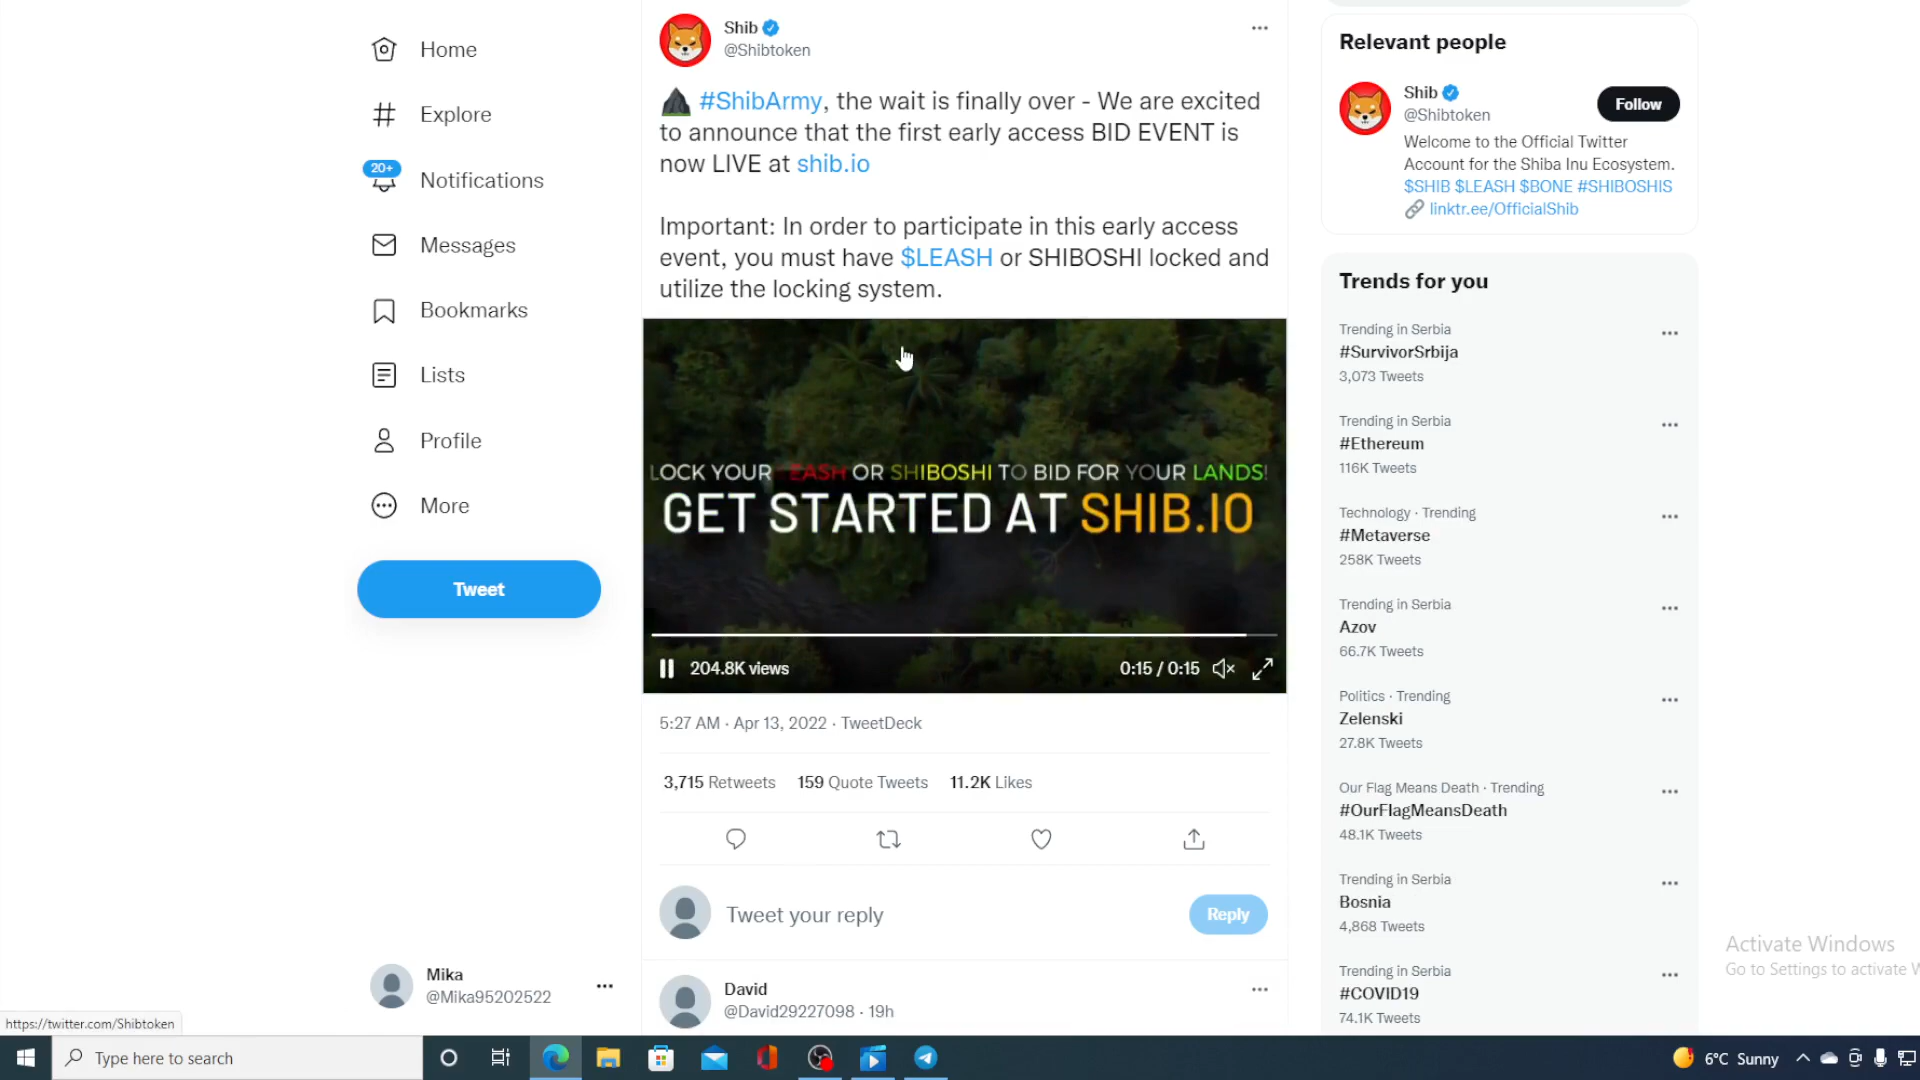 Home
Explore
20+
Notifications
Messages
Bookmarks
Lists
Profile
More
Tweet
Mika
@Mika95202522
https://twitter.com/Shibtoken
Shib
@Shibtoken
#ShibArmy, the wait is finally over - We are excited
to announce that the first early access BID EVENT is
now LIVE at shib.io
Important: In order to participate in this early access
event, you must have $LEASH or SHIBOSHI locked and
utilize the locking system.
LOCK YOUR LEASH OR SHIBOSHI TO BID FOR YOUR LANDS!
GET STARTED AT SHIB.IO
204.8K views
0:15 / 0:15
5:27 AM · Apr 13, 2022 · TweetDeck
3,715 Retweets 159 Quote Tweets 11.2K Likes
Tweet your reply
Reply
David
@David29227098 · 19h
Relevant people
Shib
@Shibtoken
Follow
Welcome to the Official Twitter
Account for the Shiba Inu Ecosystem.
$SHIB $LEASH $BONE #SHIBOSHIS
linktr.ee/OfficialShib
Trends for you
Trending in Serbia
#SurvivorSrbija
3,073 Tweets
Trending in Serbia
#Ethereum
116K Tweets
Technology · Trending
#Metaverse
258K Tweets
Trending in Serbia
Azov
66.7K Tweets
Politics · Trending
Zelenski
27.8K Tweets
Our Flag Means Death · Trending
#OurFlagMeansDeath
48.1K Tweets
Trending in Serbia
Bosnia
4,868 Tweets
Trending in Serbia
#COVID19
74.1K Tweets
Activate Windows
Go to Settings to activate W
Type here to search
6°C Sunny